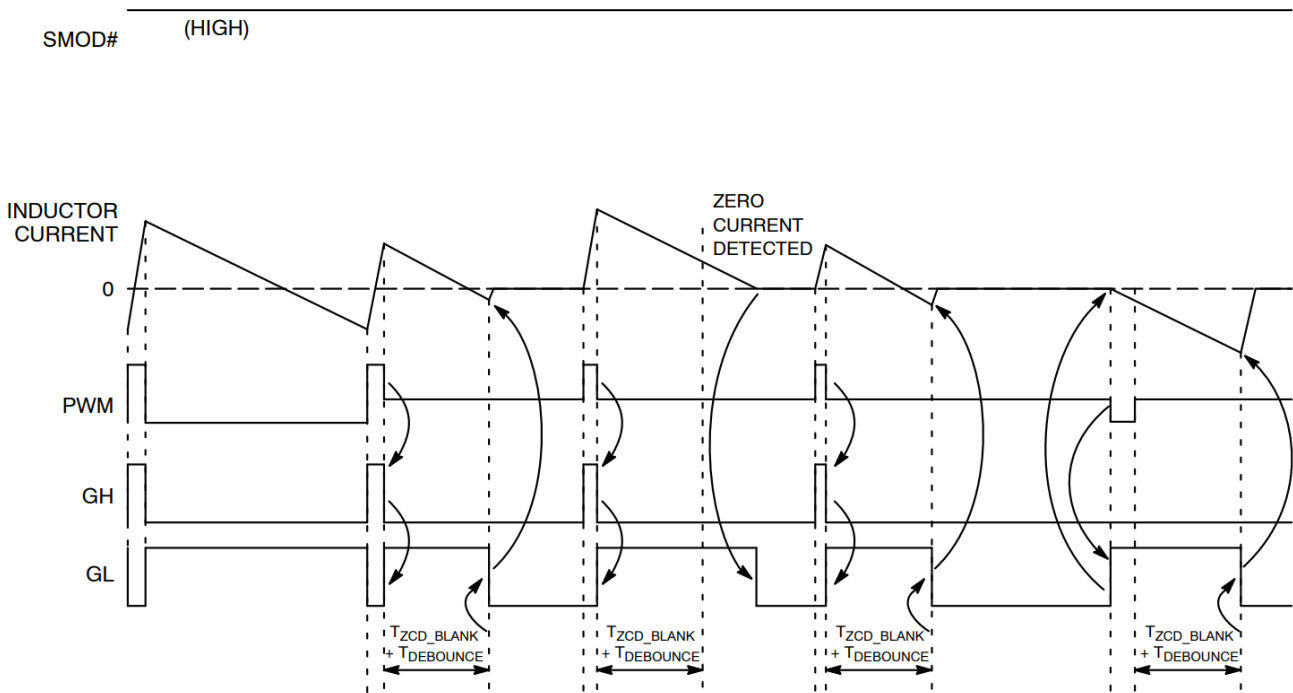 (HIGH)
SMOD#
ZERO
CURRENT
DETECTED
INDUCTOR
CURRENT
0
PWM
GH
GL
TZCD_BLANK
+ TDEBOUNCE
TZCD_BLANK
+ TDEBOUNCE
TZCD_BLANK
+ TDEBOUNCE
TZCD_BLANK
+ TDEBOUNCE